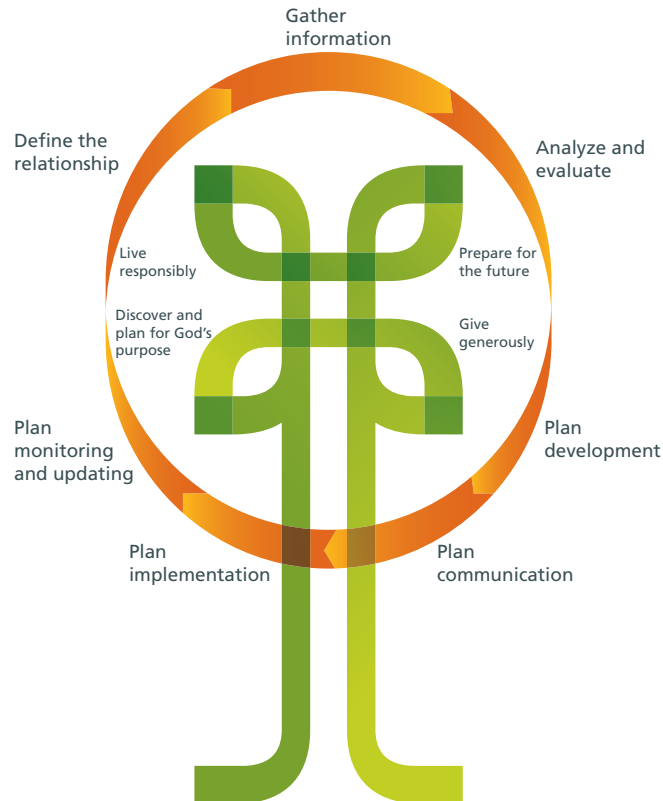 Gather
information
Define the
relationship
Analyze and
evaluate
Live
responsibly
Prepare for
the future
Discover and
plan for God's
purpose
Give
generously
Plan
monitoring
and updating
Plan
development
Plan
implementation
Plan
communication